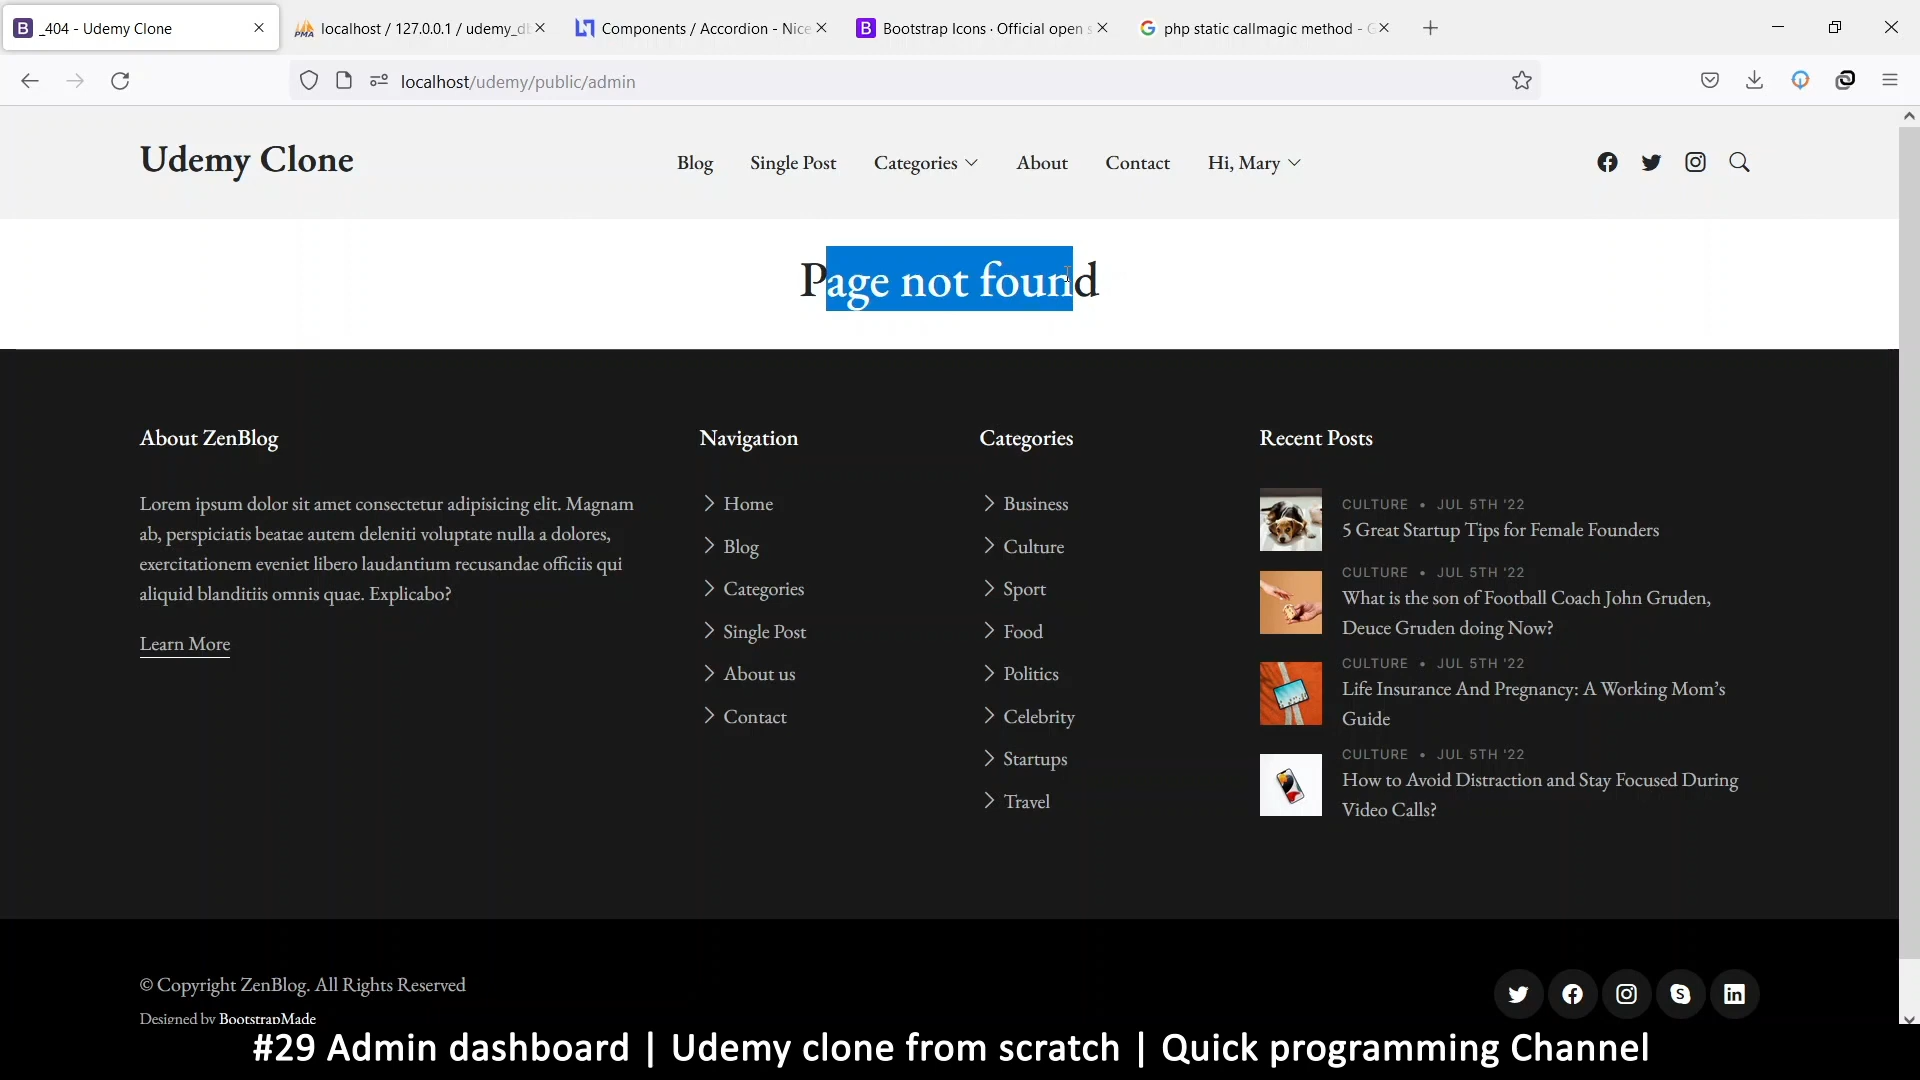 _404 - Udemy Clone
localhost / 127.0.0.1 / udemy_d
Components / Accordion - Nice
Bootstrap Icons · Official open s
php static callmagic method - G
localhost/udemy/public/admin
Udemy Clone
Blog
Single Post
Categories
About
Contact
Hi, Mary
Page not found
About ZenBlog
Lorem ipsum dolor sit amet consectetur adipisicing elit. Magnam
ab, perspiciatis beatae autem deleniti voluptate nulla a dolores,
exercitationem eveniet libero laudantium recusandae officiis qui
aliquid blanditiis omnis quae. Explicabo?
Learn More
Navigation
Home
Blog
Categories
Single Post
About us
Contact
Categories
Business
Culture
Sport
Food
Politics
Celebrity
Startups
Travel
Recent Posts
CULTURE • JUL 5TH '22
5 Great Startup Tips for Female Founders
CULTURE • JUL 5TH '22
What is the son of Football Coach John Gruden,
Deuce Gruden doing Now?
CULTURE • JUL 5TH '22
Life Insurance And Pregnancy: A Working Mom’s
Guide
CULTURE • JUL 5TH '22
How to Avoid Distraction and Stay Focused During
Video Calls?
© Copyright ZenBlog. All Rights Reserved
Designed by BootstrapMade
#29 Admin dashboard | Udemy clone from scratch | Quick programming Channel